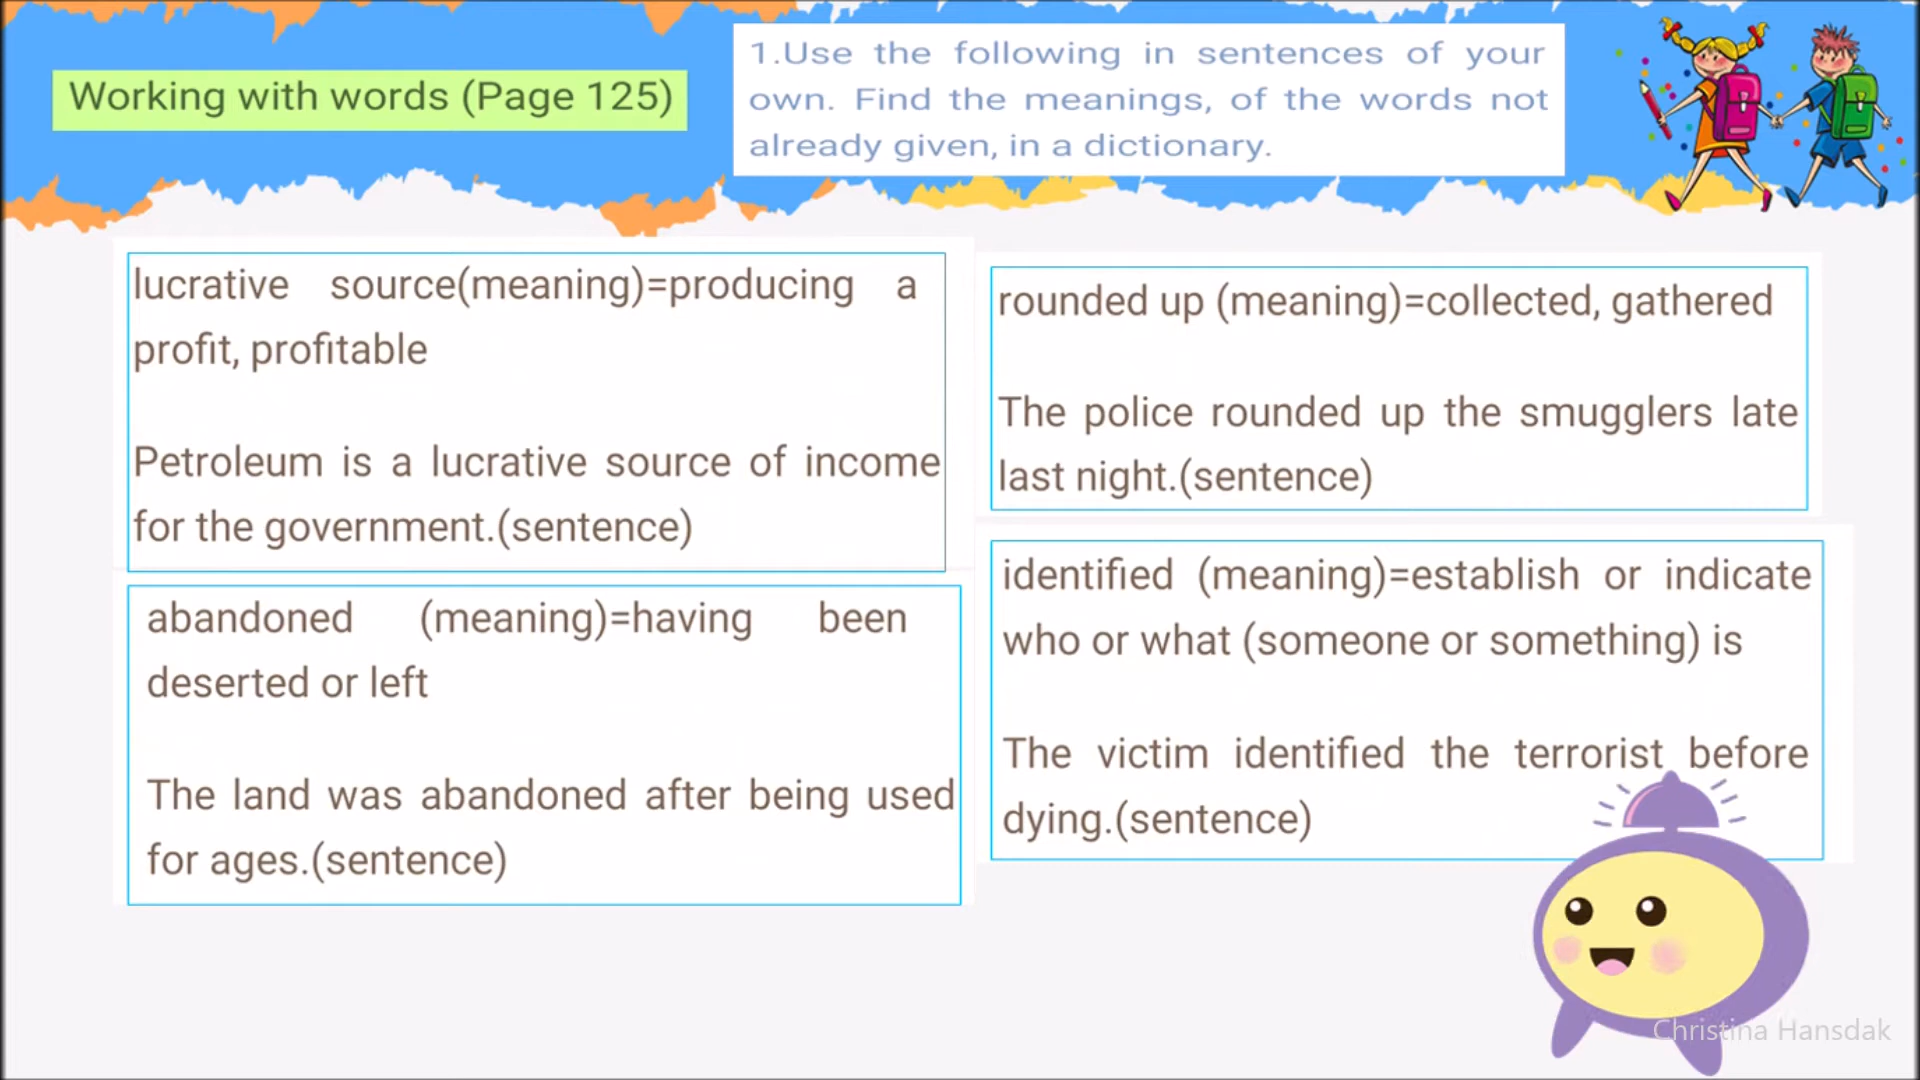 Working with words (Page 125)
1.Use the following in sentences of your
own. Find the meanings, of the words not
already given, in a dictionary.
lucrative source(meaning)=producing a
profit, profitable
Petroleum is a lucrative source of income
for the government.(sentence)
abandoned (meaning)=having been
deserted or left
The land was abandoned after being used
for ages.(sentence)
rounded up (meaning)=collected, gathered
The police rounded up the smugglers late
last night.(sentence)
identified (meaning)=establish or indicate
who or what (someone or something) is
The victim identified the terrorist before
dying.(sentence)
Christina Hansdak